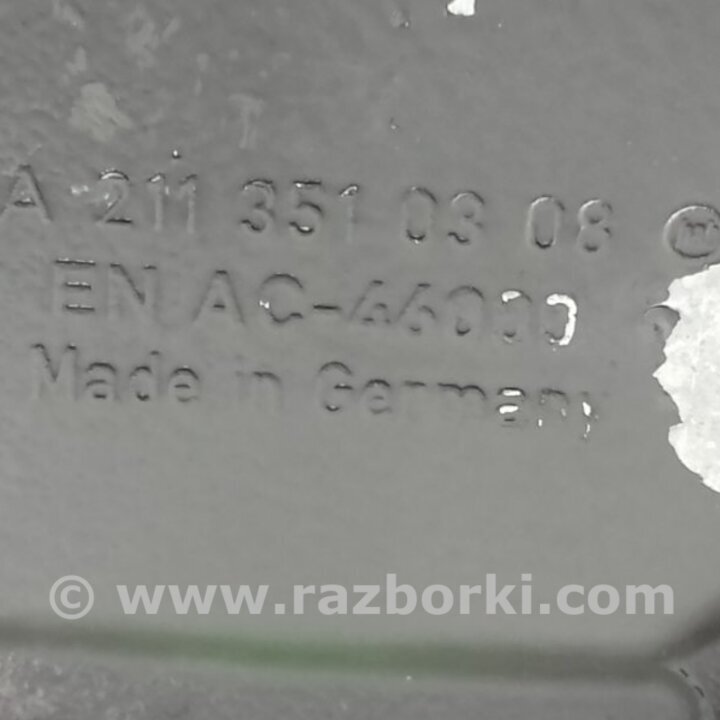 A 211 351 03 08
EN AC-46000
Made in Germany
© www.razborki.com